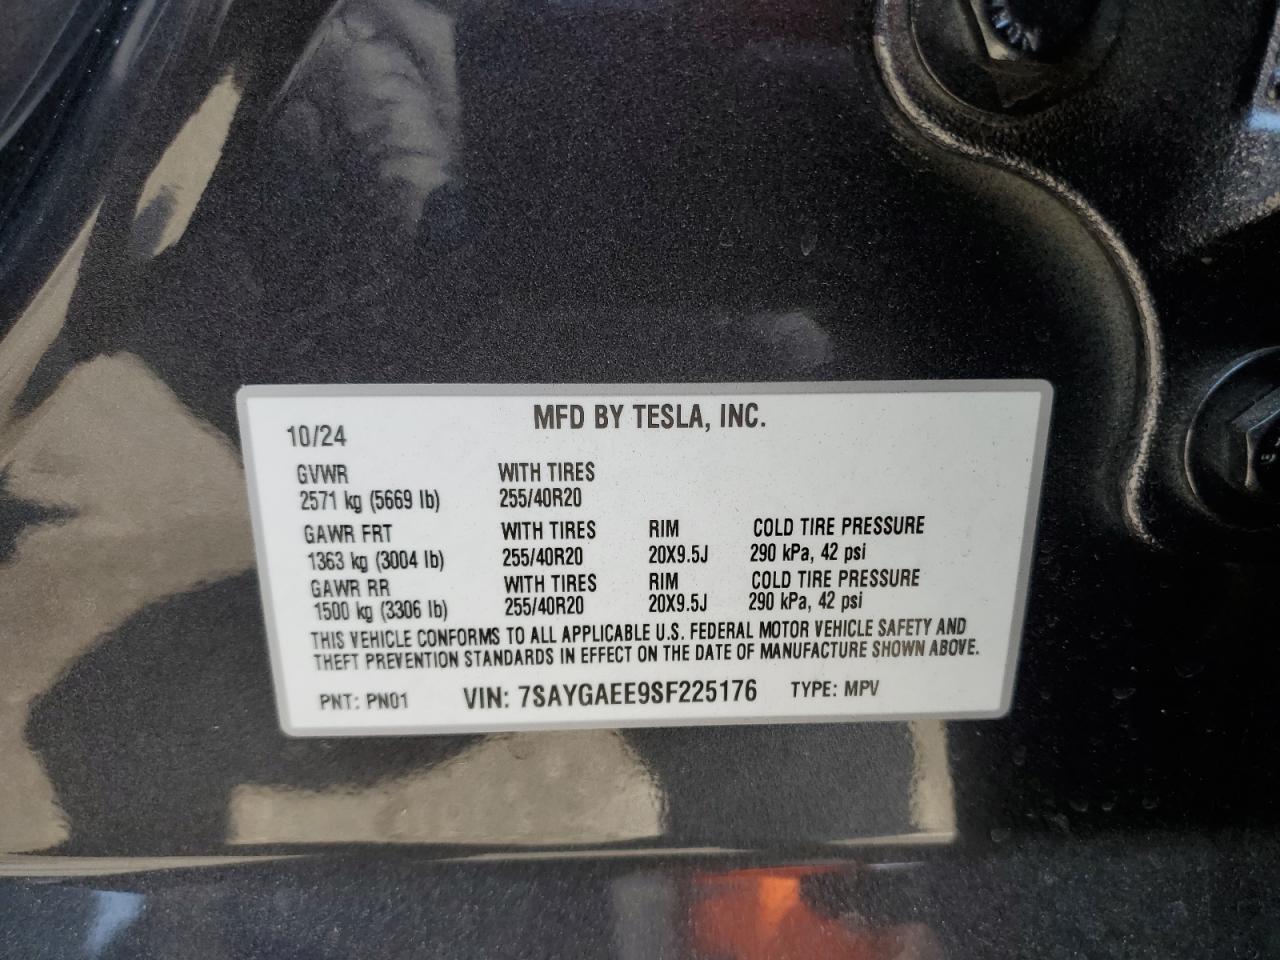 MFD BY TESLA, INC.
10/24
GVWR WITH TIRES
2571 kg (5669 lb) 255/40R20
GAWR FRT WITH TIRES RIM COLD TIRE PRESSURE
1363 kg (3004 lb) 255/40R20 20X9.5J 290 kPa, 42 psi
GAWR RR WITH TIRES RIM COLD TIRE PRESSURE
1500 kg (3306 lb) 255/40R20 20X9.5J 290 kPa, 42 psi
THIS VEHICLE CONFORMS TO ALL APPLICABLE U.S. FEDERAL MOTOR VEHICLE SAFETY AND
THEFT PREVENTION STANDARDS IN EFFECT ON THE DATE OF MANUFACTURE SHOWN ABOVE.
PNT: PN01 VIN: 7SAYGAEE9SF225176 TYPE: MPV